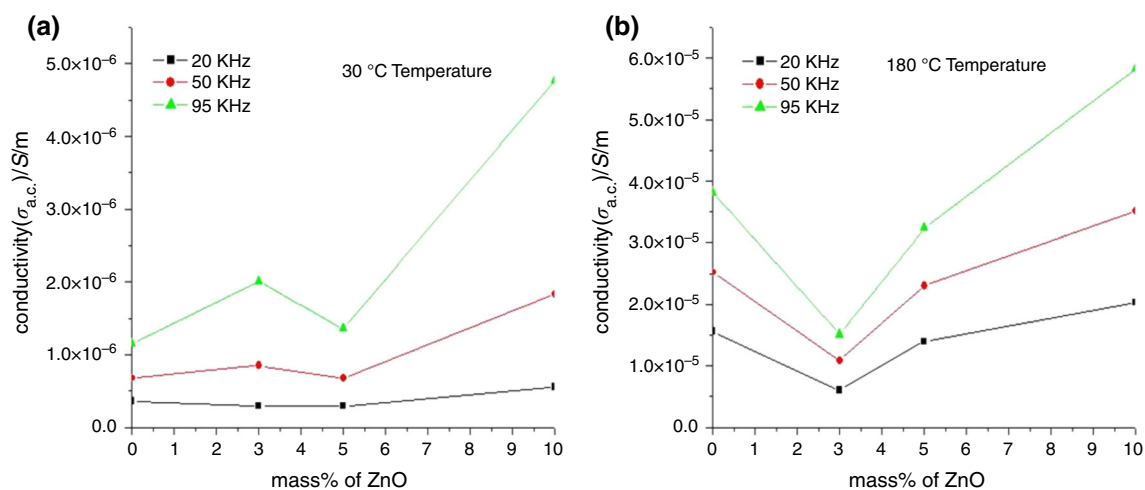 (a)
20 KHz
50 KHz
95 KHz
30 °C Temperature
5.0×10⁻⁶
4.0×10⁻⁶
3.0×10⁻⁶
2.0×10⁻⁶
1.0×10⁻⁶
0.0
conductivity(σa.c.)/S/m
0 1 2 3 4 5 6 7 8 9 10
mass% of ZnO
(b)
20 KHz
50 KHz
95 KHz
180 °C Temperature
6.0×10⁻⁵
5.0×10⁻⁵
4.0×10⁻⁵
3.0×10⁻⁵
2.0×10⁻⁵
1.0×10⁻⁵
0.0
conductivity(σa.c.)/S/m
0 1 2 3 4 5 6 7 8 9 10
mass% of ZnO